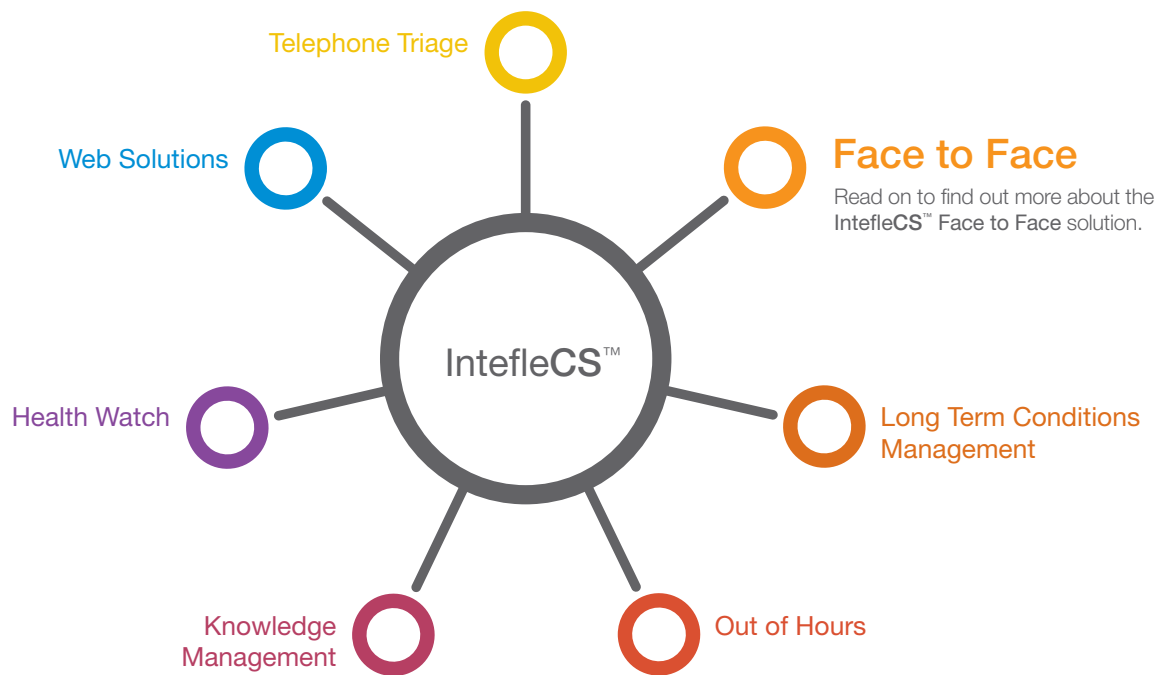 Telephone Triage
Web Solutions
Face to Face
Read on to find out more about the
IntefleCS™ Face to Face solution.
IntefleCS™
Health Watch
Long Term Conditions
Management
Knowledge
Management
Out of Hours